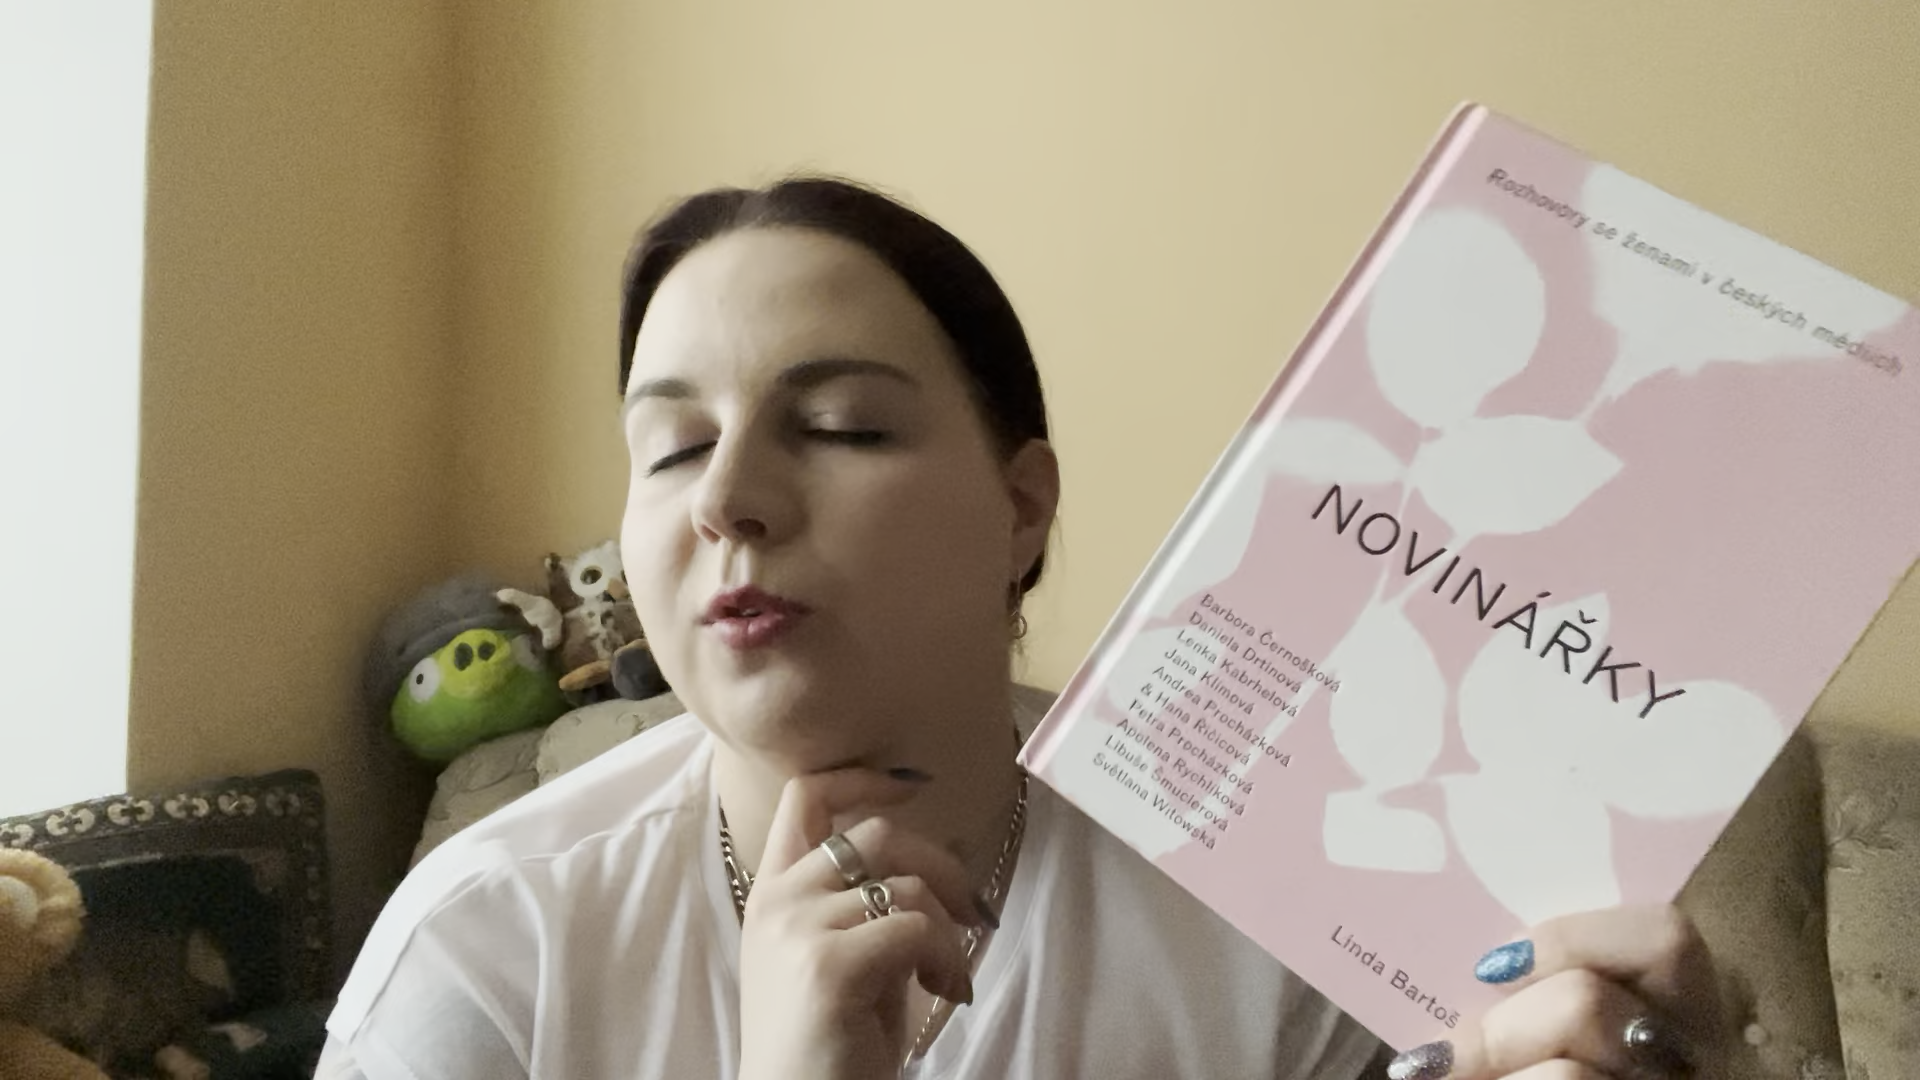 Rozhovory se ženami v českých médiích
NOVINÁŘKY
Barbora Černošková
Daniela Drtinová
Lenka Kabrhelová
Jana Klímová
Andrea Procházková
& Hana Řičicová
Petra Procházková
Apolena Rychlíková
Libuše Šmuclerová
Světlana Witowská
Linda Bartoš